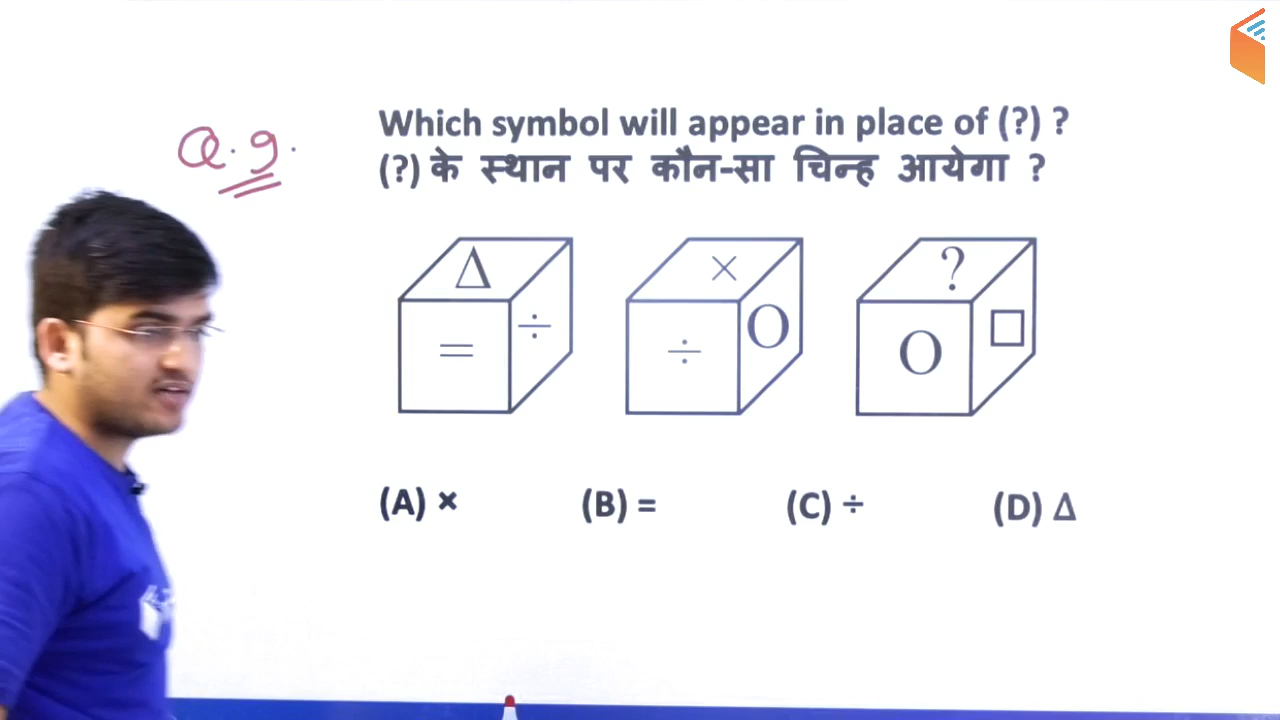 Q.9.
Which symbol will appear in place of (?) ?
(?) के स्थान पर कौन-सा चिन्ह आयेगा ?
Δ
=
÷
×
÷
O
?
O
□
(A) × (B) = (C) ÷ (D) Δ